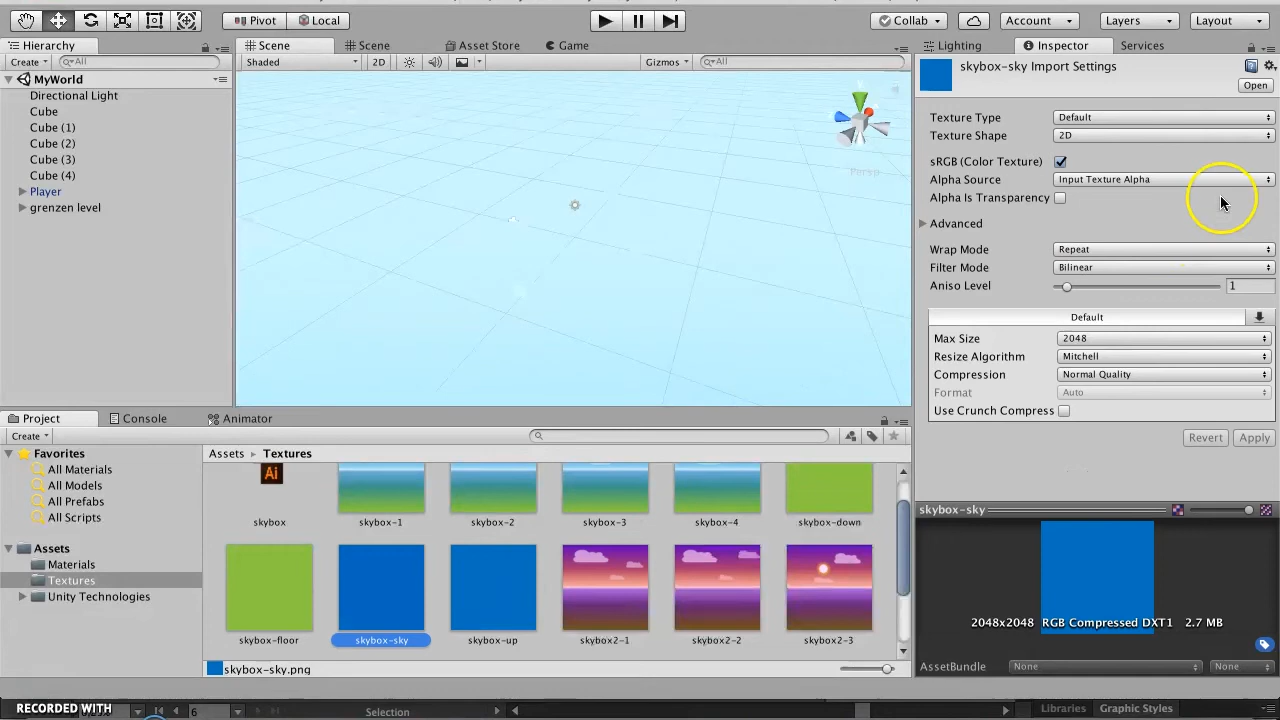 Pivot Local Collab Account Layers Layout
Hierarchy
Create All
MyWorld
Directional Light
Cube
Cube (1)
Cube (2)
Cube (3)
Cube (4)
Player
grenzen level
Scene Scene Asset Store Game
Shaded 2D Gizmos All
Persp
Lighting Inspector Services
skybox-sky Import Settings
Open
Texture Type Default
Texture Shape 2D
sRGB (Color Texture)
Alpha Source Input Texture Alpha
Alpha Is Transparency
Advanced
Wrap Mode Repeat
Filter Mode Bilinear
Aniso Level 1
Default
Max Size 2048
Resize Algorithm Mitchell
Compression Normal Quality
Format Auto
Use Crunch Compress
Revert Apply
Project Console Animator
Create
Favorites
All Materials
All Models
All Prefabs
All Scripts
Assets
Materials
Textures
Unity Technologies
Assets Textures
Ai
skybox skybox-1 skybox-2 skybox-3 skybox-4 skybox-down
skybox-floor skybox-sky skybox-up skybox2-1 skybox2-2 skybox2-3
skybox-sky.png
skybox-sky
2048x2048 RGB Compressed DXT1 2.7 MB
AssetBundle None None
RECORDED WITH 6 Selection Libraries Graphic Styles